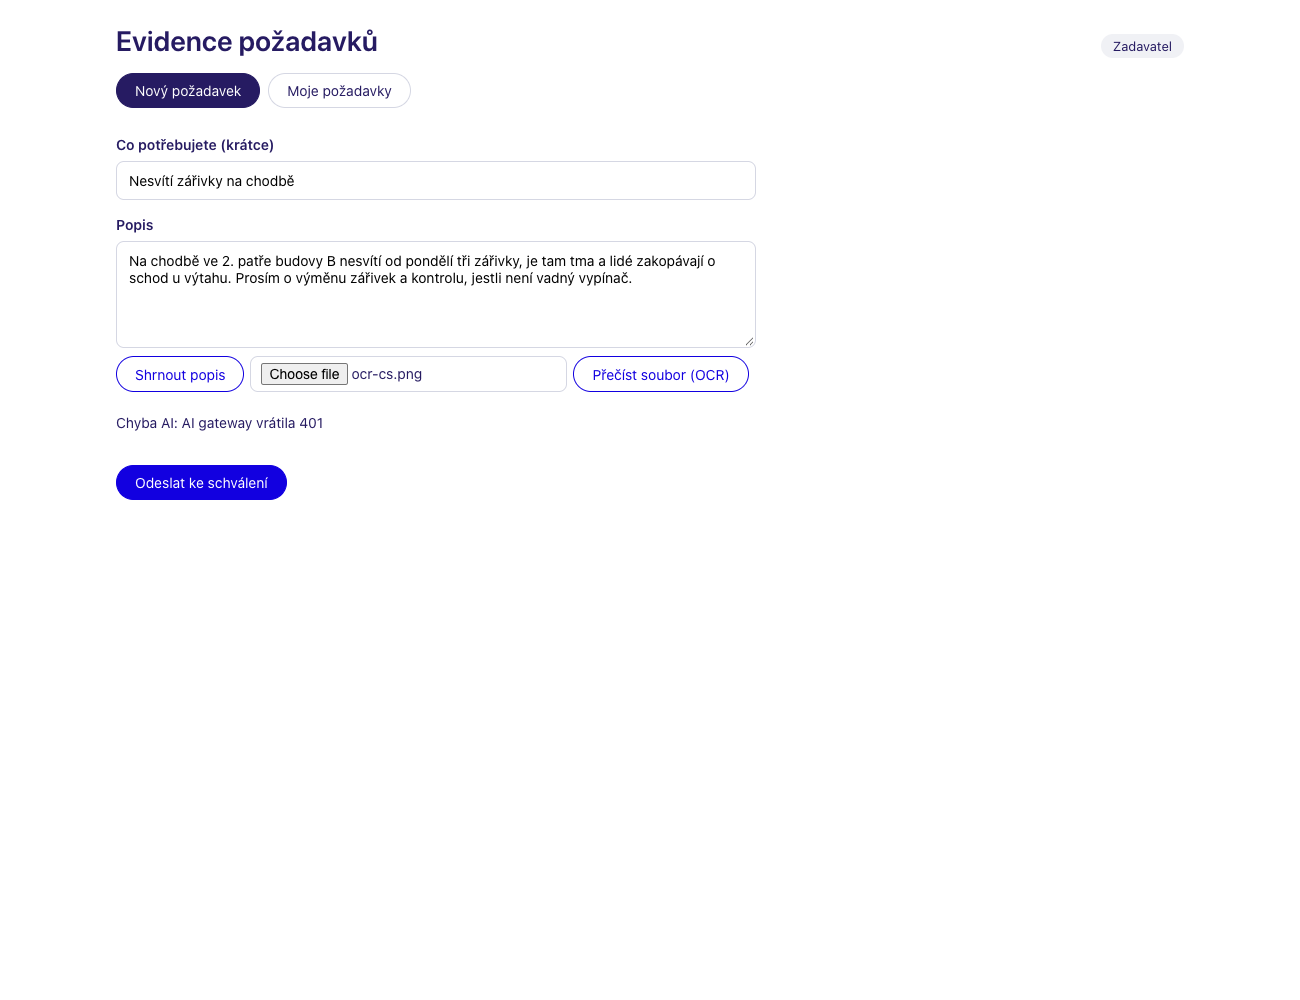 Evidence požadavků
Zadavatel
Nový požadavek
Moje požadavky
Co potřebujete (krátce)
Nesvítí zářivky na chodbě
Popis
Na chodbě ve 2. patře budovy B nesvítí od pondělí tři zářivky, je tam tma a lidé zakopávají o
schod u výtahu. Prosím o výměnu zářivek a kontrolu, jestli není vadný vypínač.
Shrnout popis
Choose file ocr-cs.png
Přečíst soubor (OCR)
Chyba AI: AI gateway vrátila 401
Odeslat ke schválení